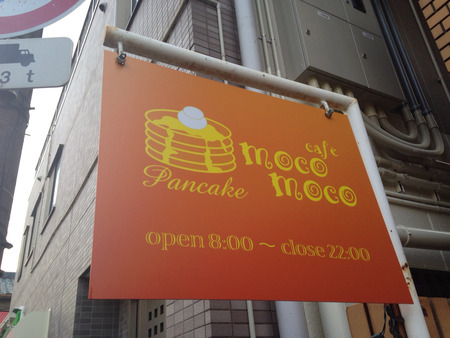 3t
cafe
moco
moco
Pancake
open 8:00 ～ close 22:00